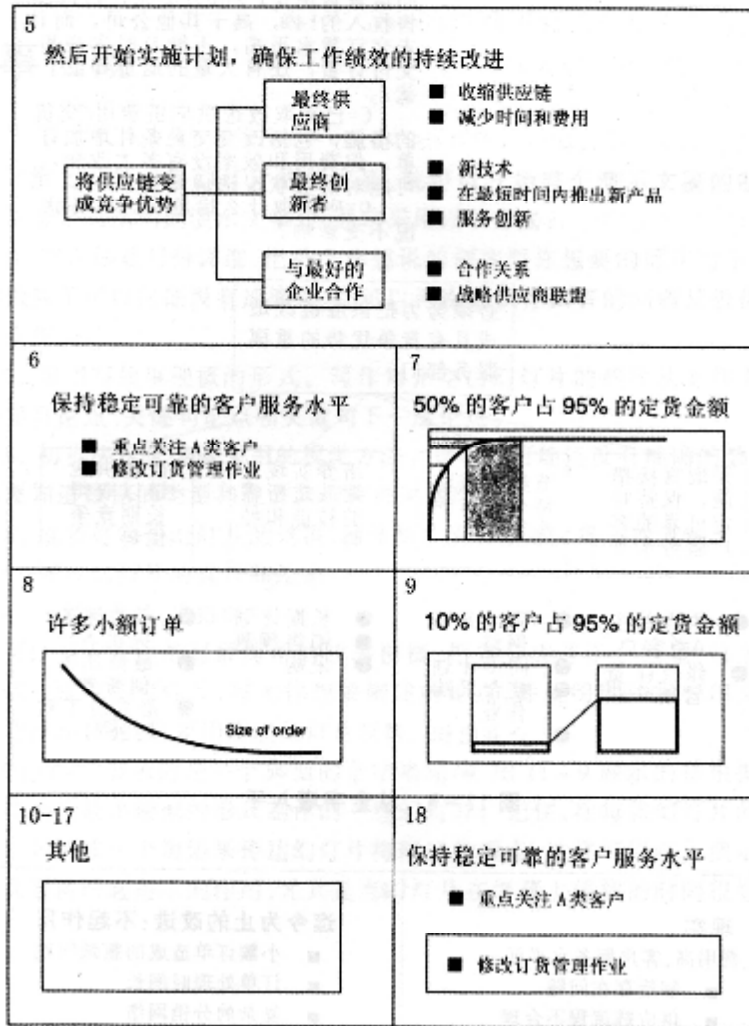 5
然后开始实施计划，确保工作绩效的持续改进
最终供
应商
■ 收缩供应链
■ 减少时间和费用
将供应链变
成竞争优势
最终创
新者
■ 新技术
■ 在最短时间内推出新产品
■ 服务创新
与最好的
企业合作
■ 合作关系
■ 战略供应商联盟
6
保持稳定可靠的客户服务水平
■ 重点关注A类客户
■ 修改订货管理作业
7
50%的客户占95%的定货金额
8
许多小额订单
Size of order
9
10%的客户占95%的定货金额
10-17
其他
18
保持稳定可靠的客户服务水平
■ 重点关注A类客户
■ 修改订货管理作业